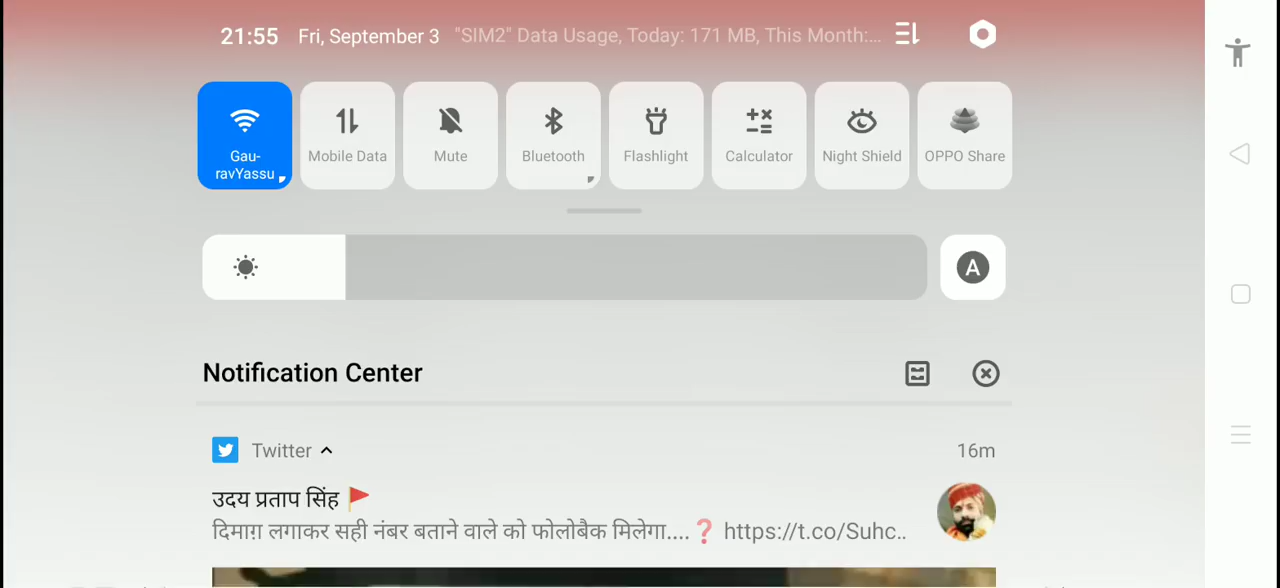 21:55 Fri, September 3 "SIM2" Data Usage, Today: 171 MB, This Month:...
Gau-
ravYassu
Mobile Data
Mute
Bluetooth
Flashlight
Calculator
Night Shield
OPPO Share
A
Notification Center
Twitter 16m
उदय प्रताप सिंह 🚩
दिमाग़ लगाकर सही नंबर बताने वाले को फोलोबैक मिलेगा....❓ https://t.co/Suhc..